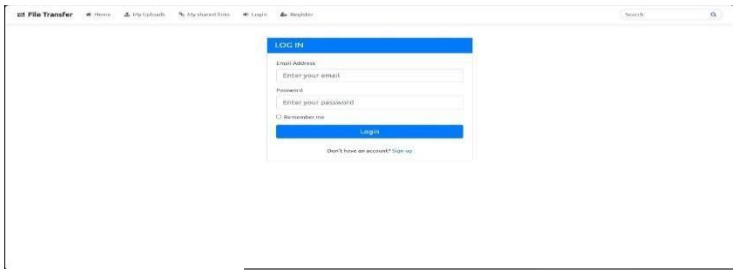 File Transfer Home My Uploads My shared links Login Register Search
LOG IN
Email Address
Enter your email
Password
Enter your password
Remember me
Login
Don't have an account? Sign up